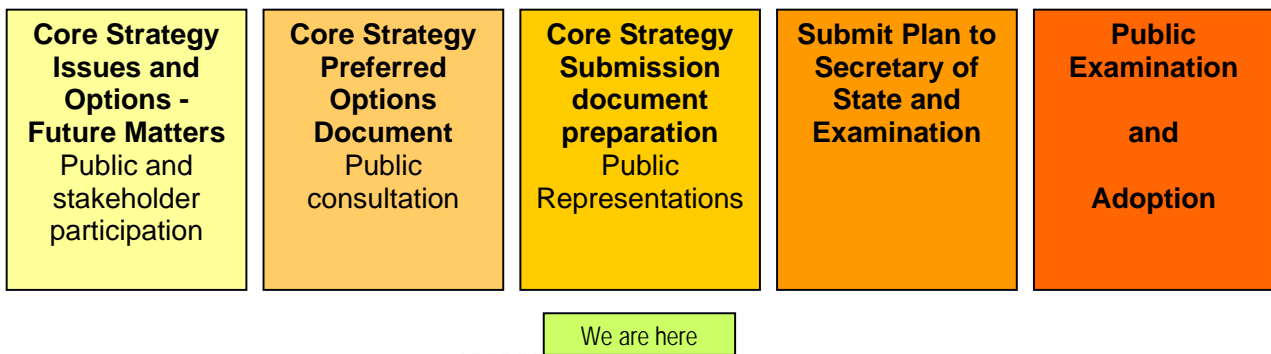 Core Strategy
Issues and
Options -
Future Matters
Public and
stakeholder
participation
Core Strategy
Preferred
Options
Document
Public
consultation
Core Strategy
Submission
document
preparation
Public
Representations
Submit Plan to
Secretary of
State and
Examination
Public
Examination
and
Adoption
We are here